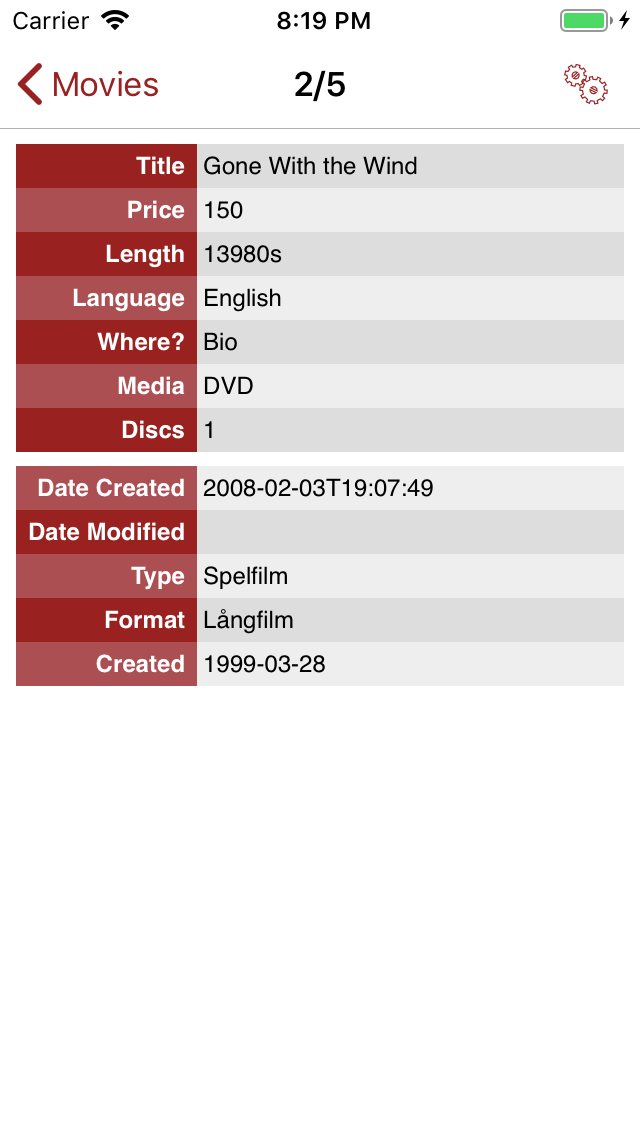 Carrier 8:19 PM
Movies 2/5
Title Gone With the Wind
Price 150
Length 13980s
Language English
Where? Bio
Media DVD
Discs 1
Date Created 2008-02-03T19:07:49
Date Modified
Type Spelfilm
Format Långfilm
Created 1999-03-28